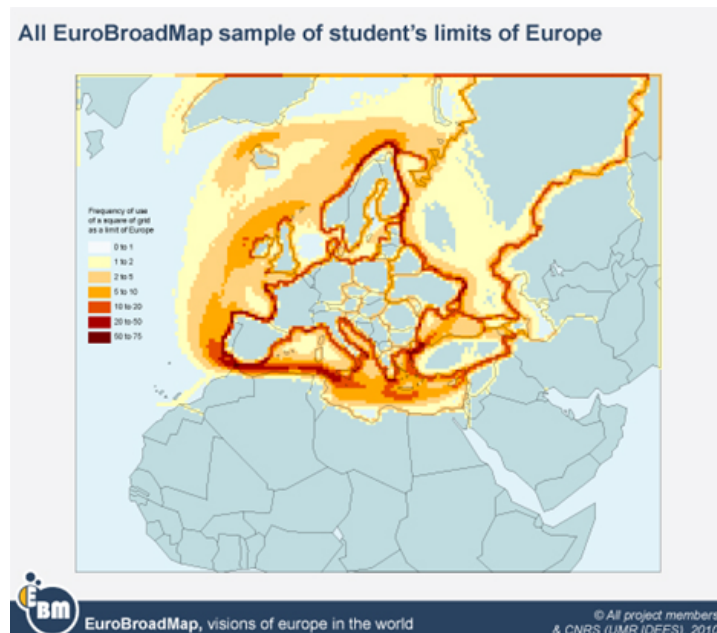 All EuroBroadMap sample of student's limits of Europe
Frequency of use
of a square of grid
as a limit of Europe
0 to 1
1 to 2
2 to 5
5 to 10
10 to 20
20 to 50
50 to 75
EBM
EuroBroadMap, visions of europe in the world
© All project members
& CNRS (UMR IDEES), 2010